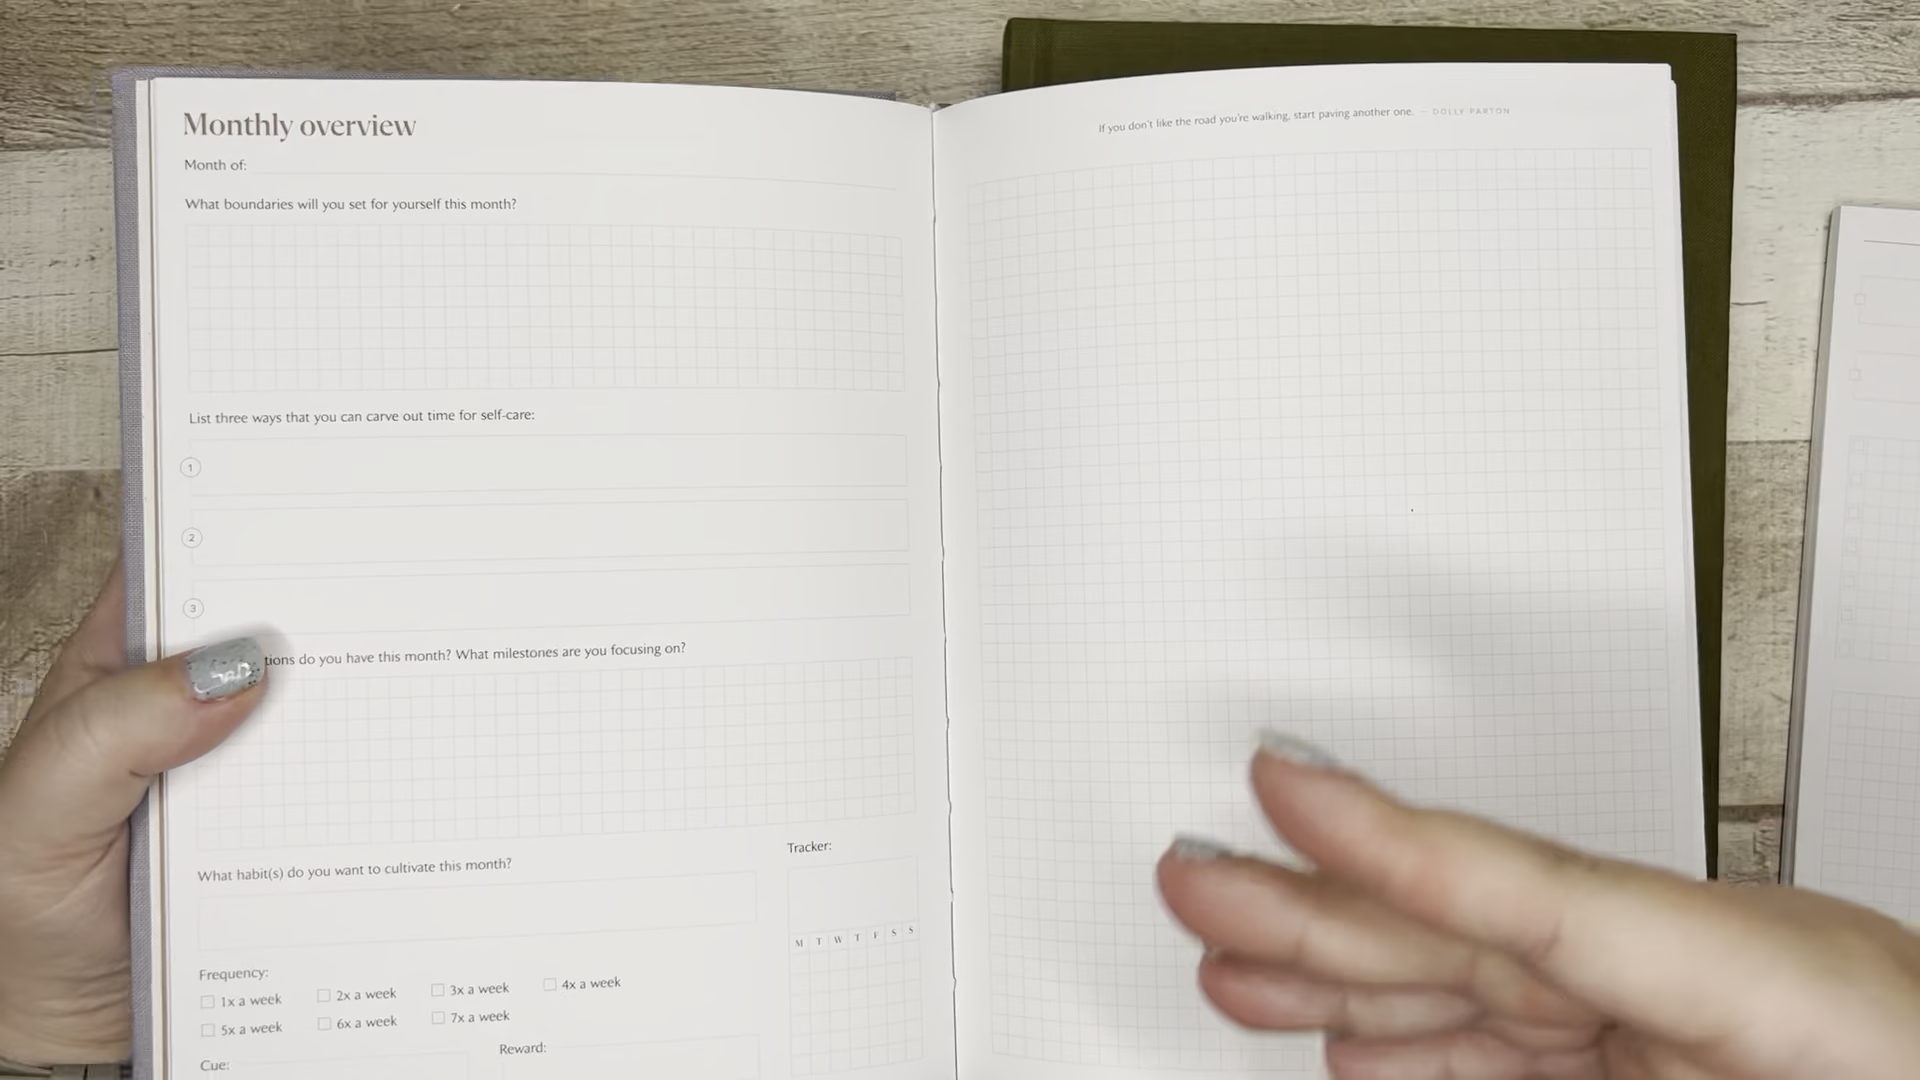 Monthly overview
Month of:
What boundaries will you set for yourself this month?
List three ways that you can carve out time for self-care:
1
2
3
do you have this month? What milestones are you focusing on?
What habit(s) do you want to cultivate this month?
Tracker:
M T W T F S S
Frequency:
1x a week 2x a week 3x a week 4x a week
5x a week 6x a week 7x a week
Cue:
Reward:
If you don't like the road you're walking, start paving another one. — DOLLY PARTON